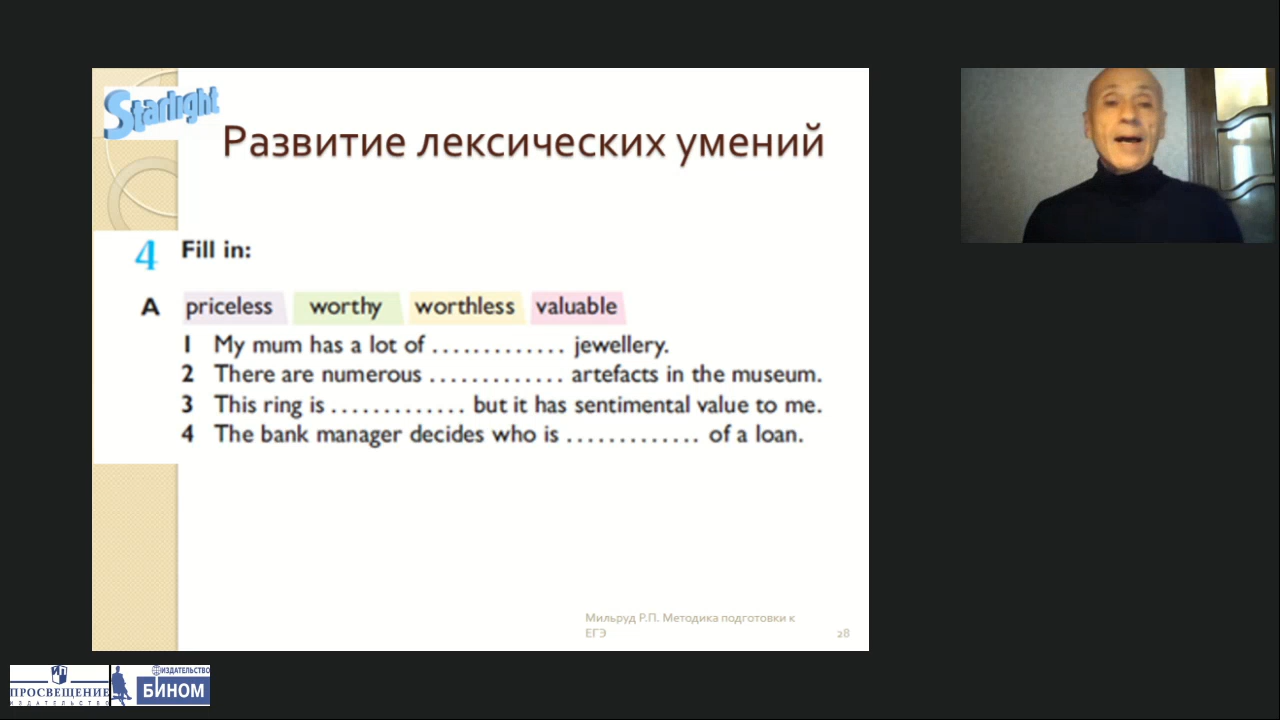 Starlight
Развитие лексических умений
4 Fill in:
A priceless worthy worthless valuable
1 My mum has a lot of ............. jewellery.
2 There are numerous ............. artefacts in the museum.
3 This ring is ............. but it has sentimental value to me.
4 The bank manager decides who is ............. of a loan.
Мильруд Р.П. Методика подготовки к
ЕГЭ 28
ПРОСВЕЩЕНИЕ
ИЗДАТЕЛЬСТВО
ИЗДАТЕЛЬСТВО
БИНОМ